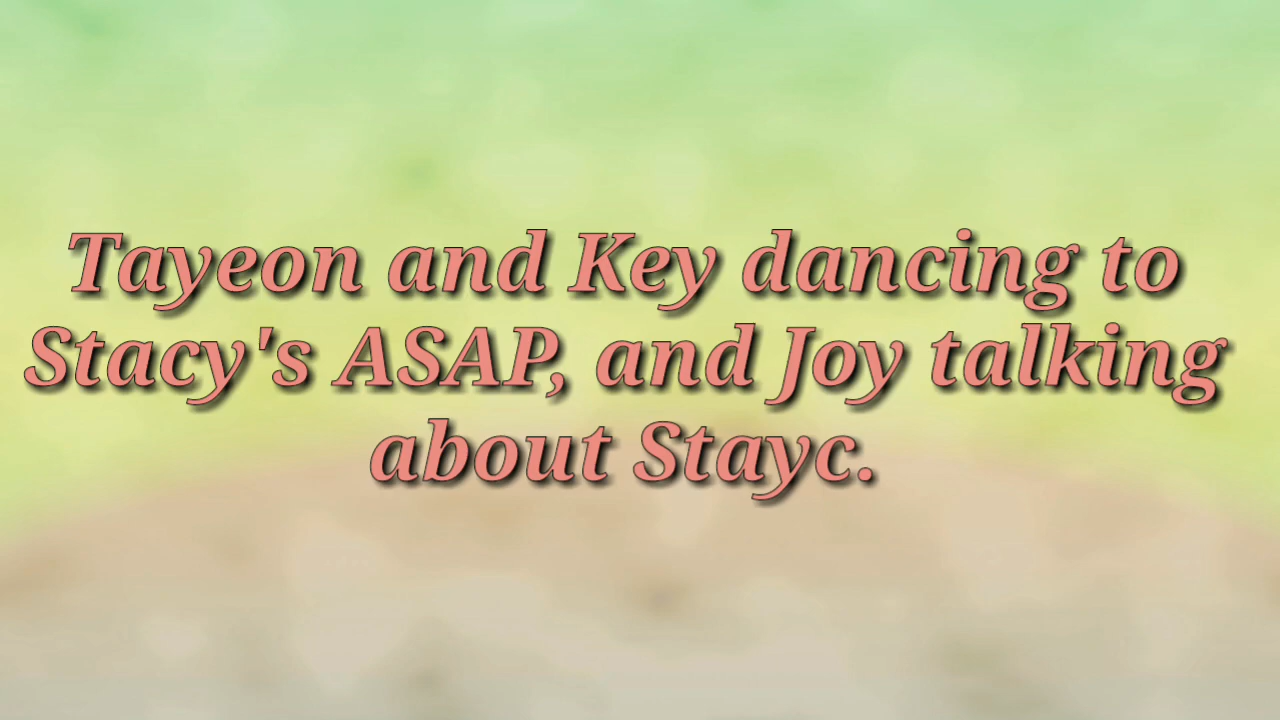 Tayeon and Key dancing to
Stacy's ASAP, and Joy talking
about Stayc.